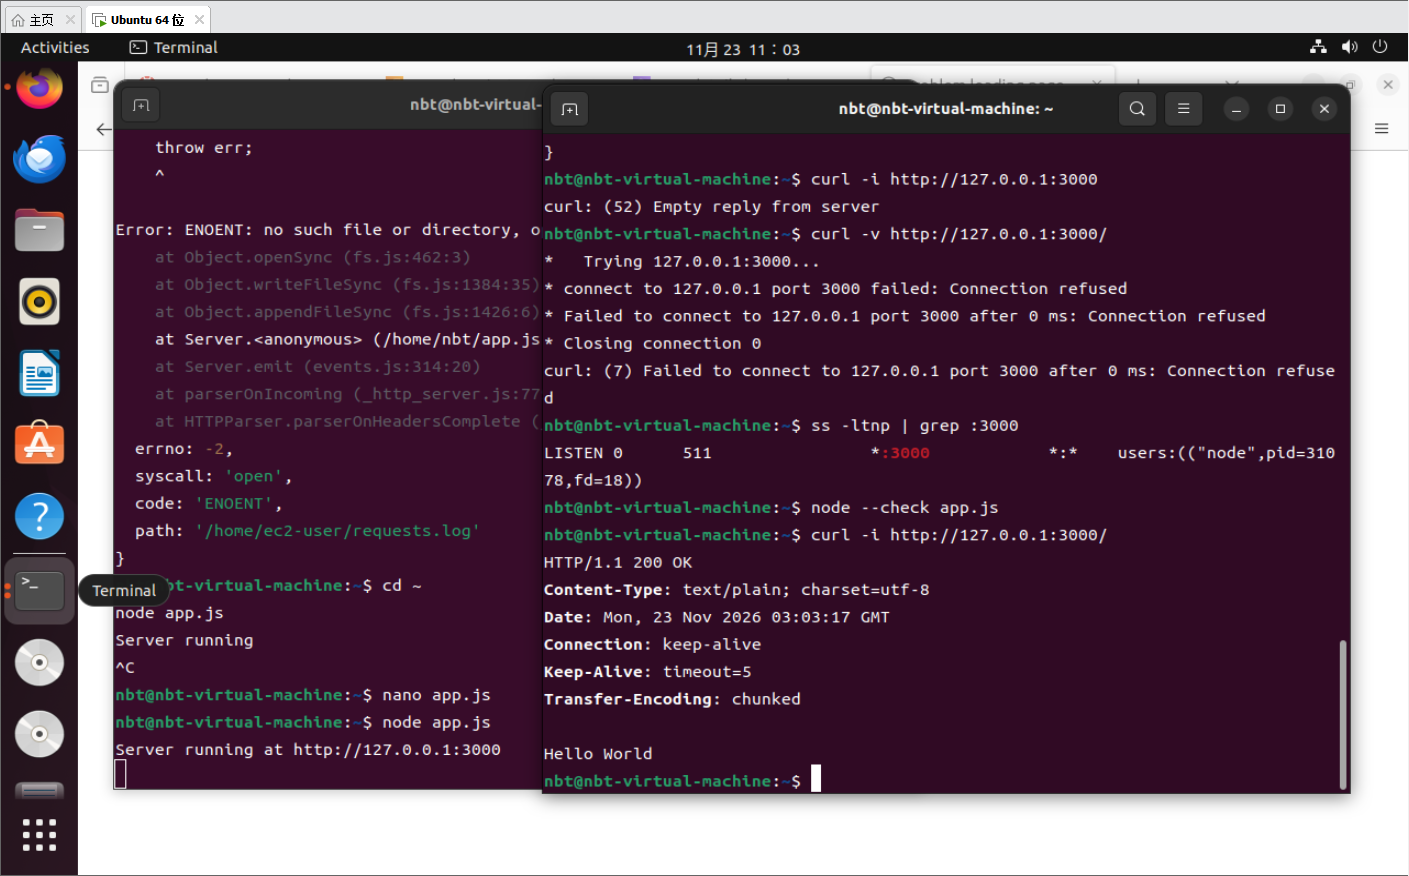 主页
Ubuntu 64 位
Activities
Terminal
11月 23 11：03
nbt@nbt-virtual-
throw err;
^
Error: ENOENT: no such file or directory, o
at Object.openSync (fs.js:462:3)
at Object.writeFileSync (fs.js:1384:35)
at Object.appendFileSync (fs.js:1426:6)
at Server.<anonymous> (/home/nbt/app.js
at Server.emit (events.js:314:20)
at parserOnIncoming (_http_server.js:77
at HTTPParser.parserOnHeadersComplete (
errno: -2,
syscall: 'open',
code: 'ENOENT',
path: '/home/ec2-user/requests.log'
}
bt-virtual-machine:~$ cd ~
Terminal
node app.js
Server running
^C
nbt@nbt-virtual-machine:~$ nano app.js
nbt@nbt-virtual-machine:~$ node app.js
Server running at http://127.0.0.1:3000
nbt@nbt-virtual-machine: ~
}
nbt@nbt-virtual-machine:~$ curl -i http://127.0.0.1:3000
curl: (52) Empty reply from server
nbt@nbt-virtual-machine:~$ curl -v http://127.0.0.1:3000/
*   Trying 127.0.0.1:3000...
* connect to 127.0.0.1 port 3000 failed: Connection refused
* Failed to connect to 127.0.0.1 port 3000 after 0 ms: Connection refused
* Closing connection 0
curl: (7) Failed to connect to 127.0.0.1 port 3000 after 0 ms: Connection refuse
d
nbt@nbt-virtual-machine:~$ ss -ltnp | grep :3000
LISTEN 0      511                *:3000            *:*    users:(("node",pid=310
78,fd=18))
nbt@nbt-virtual-machine:~$ node --check app.js
nbt@nbt-virtual-machine:~$ curl -i http://127.0.0.1:3000/
HTTP/1.1 200 OK
Content-Type: text/plain; charset=utf-8
Date: Mon, 23 Nov 2026 03:03:17 GMT
Connection: keep-alive
Keep-Alive: timeout=5
Transfer-Encoding: chunked
Hello World
nbt@nbt-virtual-machine:~$